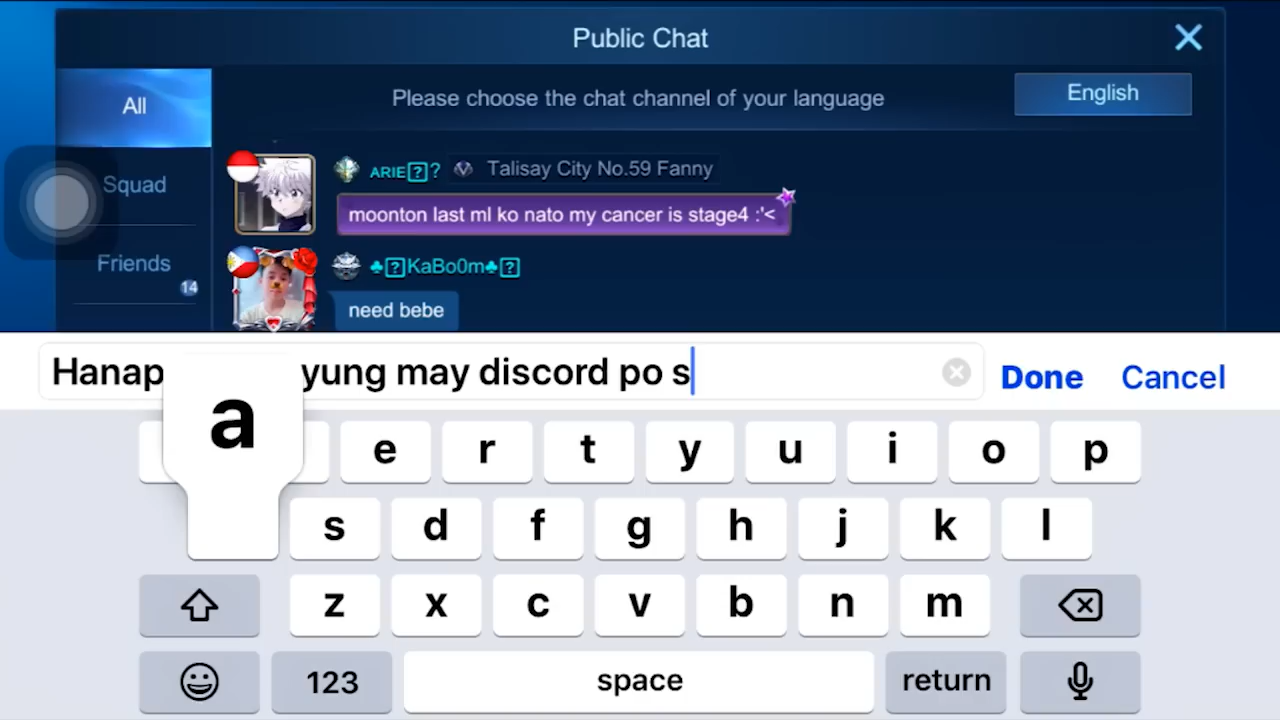 Public Chat
All
Please choose the chat channel of your language
English
Squad
ARIE ? Talisay City No.59 Fanny
moonton last ml ko nato my cancer is stage4 :'<
Friends
14
♣ KaBo0m♣
need bebe
Hanap yung may discord po s
Done
Cancel
a
e r t y u i o p
s d f g h j k l
z x c v b n m
123
space
return